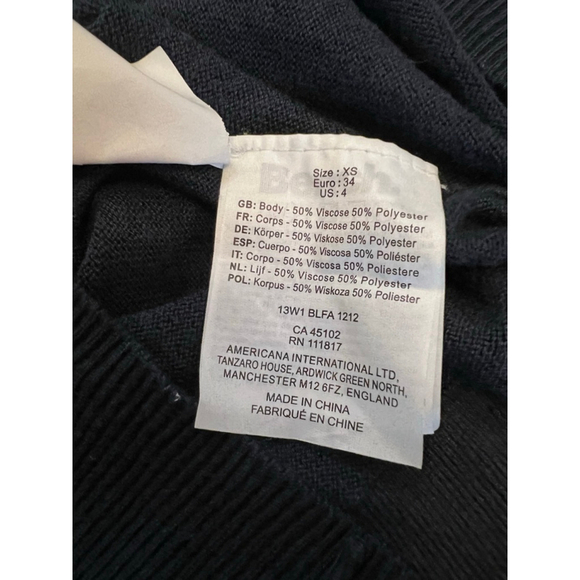 Bench.
Size : XS
Euro : 34
US : 4
GB: Body - 50% Viscose 50% Polyester
FR: Corps - 50% Viscose 50% Polyester
DE: Körper - 50% Viskose 50% Polyester
ESP: Cuerpo - 50% Viscosa 50% Poliéster
IT: Corpo - 50% Viscosa 50% Poliestere
NL: Lijf - 50% Viscose 50% Polyester
POL: Korpus - 50% Wiskoza 50% Poliester
13W1 BLFA 1212
CA 45102
RN 111817
AMERICANA INTERNATIONAL LTD,
TANZARO HOUSE, ARDWICK GREEN NORTH,
MANCHESTER M12 6FZ, ENGLAND
MADE IN CHINA
FABRIQUÉ EN CHINE